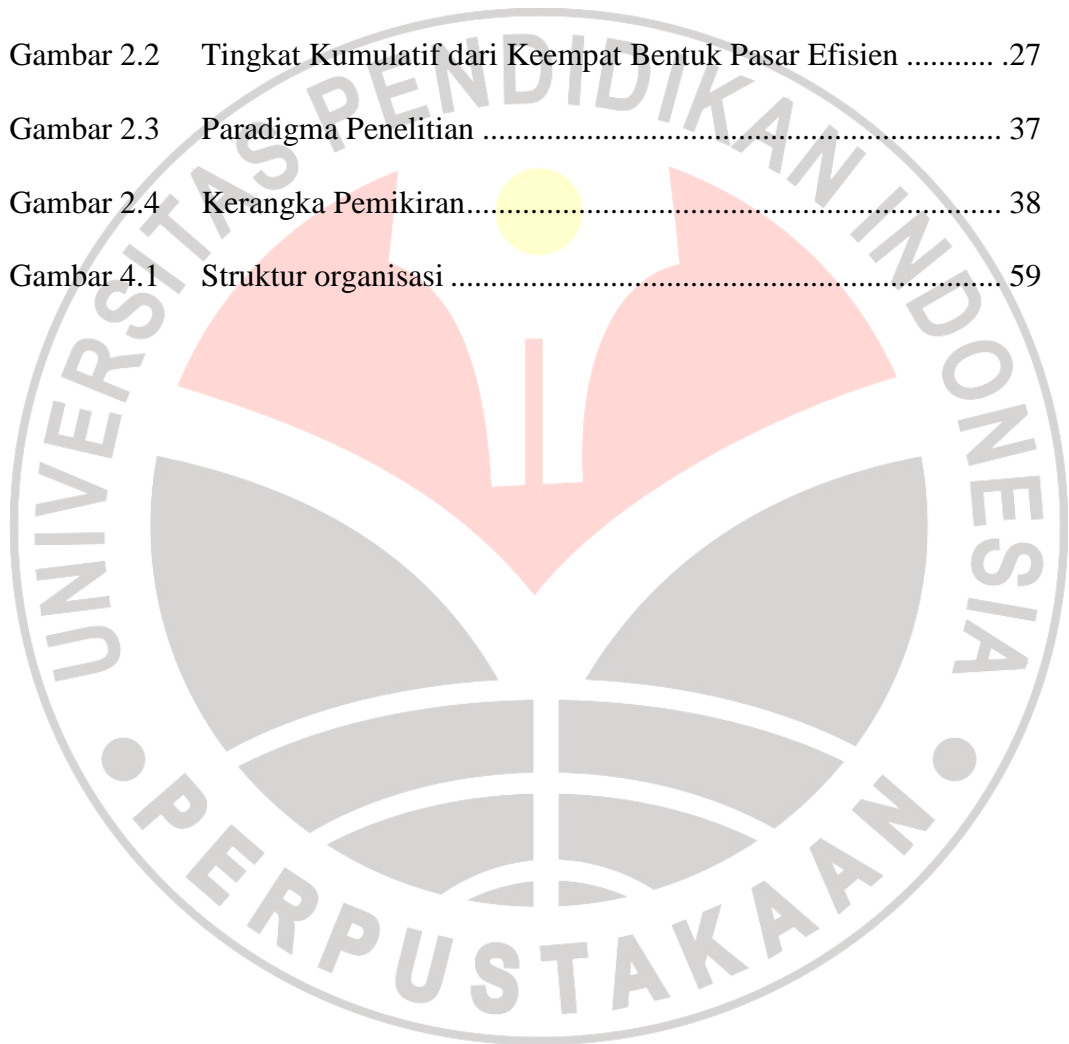 Gambar 2.2 Tingkat Kumulatif dari Keempat Bentuk Pasar Efisien ........... .27
Gambar 2.3 Paradigma Penelitian ................................................................ 37
Gambar 2.4 Kerangka Pemikiran.................................................................. 38
Gambar 4.1 Struktur organisasi .................................................................... 59
UNIVERSITAS PENDIDIKAN INDONESIA
PERPUSTAKAAN